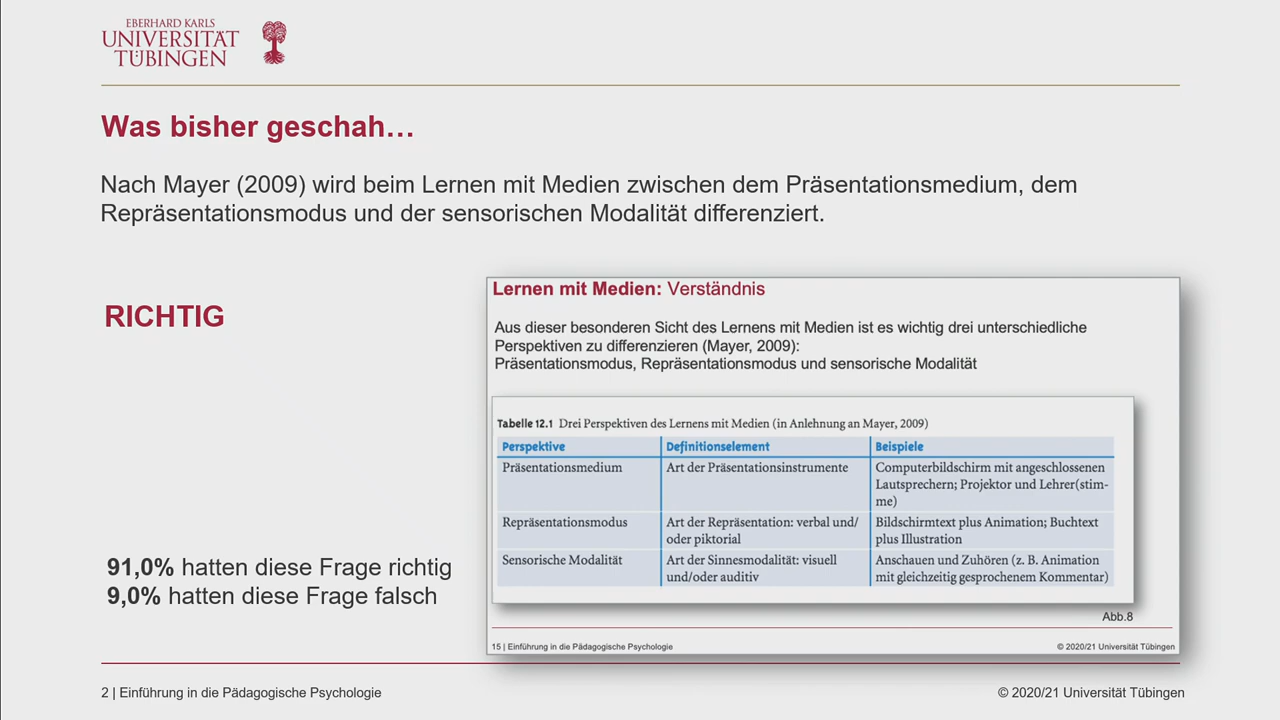 EBERHARD KARLS
UNIVERSITÄT
TÜBINGEN
Was bisher geschah…
Nach Mayer (2009) wird beim Lernen mit Medien zwischen dem Präsentationsmedium, dem
Repräsentationsmodus und der sensorischen Modalität differenziert.
RICHTIG
91,0% hatten diese Frage richtig
9,0% hatten diese Frage falsch
Lernen mit Medien: Verständnis
Aus dieser besonderen Sicht des Lernens mit Medien ist es wichtig drei unterschiedliche
Perspektiven zu differenzieren (Mayer, 2009):
Präsentationsmodus, Repräsentationsmodus und sensorische Modalität
Tabelle 12.1 Drei Perspektiven des Lernens mit Medien (in Anlehnung an Mayer, 2009)
Perspektive Definitionselement Beispiele
Präsentationsmedium Art der Präsentationsinstrumente Computerbildschirm mit angeschlossenen
Lautsprechern; Projektor und Lehrer(stim-
me)
Repräsentationsmodus Art der Repräsentation: verbal und/ Bildschirmtext plus Animation; Buchtext
oder piktorial plus Illustration
Sensorische Modalität Art der Sinnesmodalität: visuell Anschauen und Zuhören (z. B. Animation
und/oder auditiv mit gleichzeitig gesprochenem Kommentar)
Abb.8
15 | Einführung in die Pädagogische Psychologie © 2020/21 Universität Tübingen
2 | Einführung in die Pädagogische Psychologie © 2020/21 Universität Tübingen